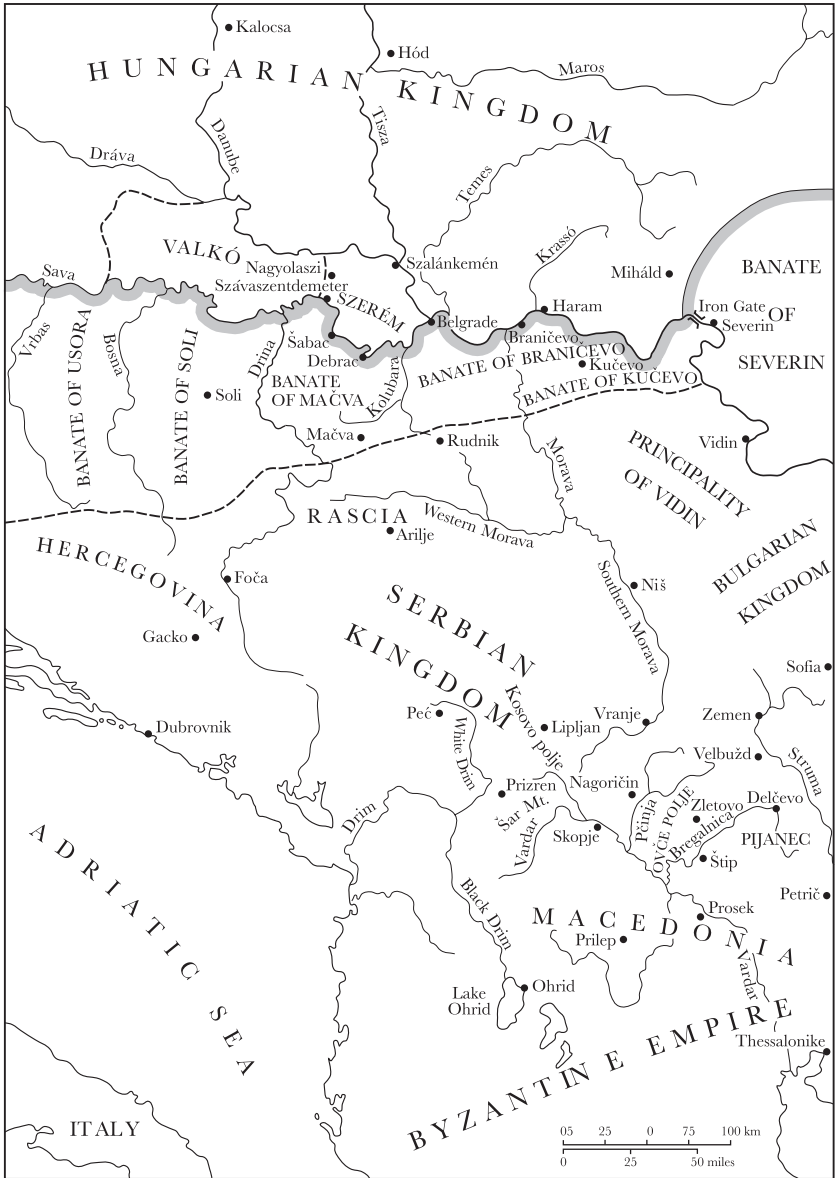 Kalocsa
Hód
HUNGARIAN KINGDOM
Maros
Danube
Tisza
Dráva
Temes
VALKÓ
Krassó
Nagyolaszi
Szalánkemén
Miháld
BANATE
OF
SEVERIN
Sava
Szávaszentdemeter
SZERÉM
Haram
Iron Gate
Severin
Belgrade
Vrbas
BANATE OF USORA
Bosna
BANATE OF SOLI
Drina
Šabac
Debrac
Braničevo
BANATE OF BRANIČEVO
Kučevo
BANATE OF KUČEVO
Soli
BANATE
OF MAČVA
Kolubara
Mačva
Rudnik
Morava
PRINCIPALITY
OF VIDIN
Vidin
RASCIA
Arilje
Western Morava
BULGARIAN
KINGDOM
HERCEGOVINA
Foča
Gacko
SERBIAN
KINGDOM
Southern Morava
Niš
Sofia
Dubrovnik
Peć
White Drim
Kosovo polje
Lipljan
Vranje
Zemen
Velbužd
Struma
Prizren
Šar Mt.
Nagoričin
Drim
Vardar
Skopje
Pčinja
OVČE POLJE
Zletovo
Delčevo
Bregalnica
PIJANEC
Štip
ADRIATIC SEA
Black Drim
Petrič
Prosek
MACEDONIA
Prilep
Vardar
Lake
Ohrid
Ohrid
BYZANTINE EMPIRE
Thessalonike
ITALY
05 25 0 75 100 km
0 25 50 miles